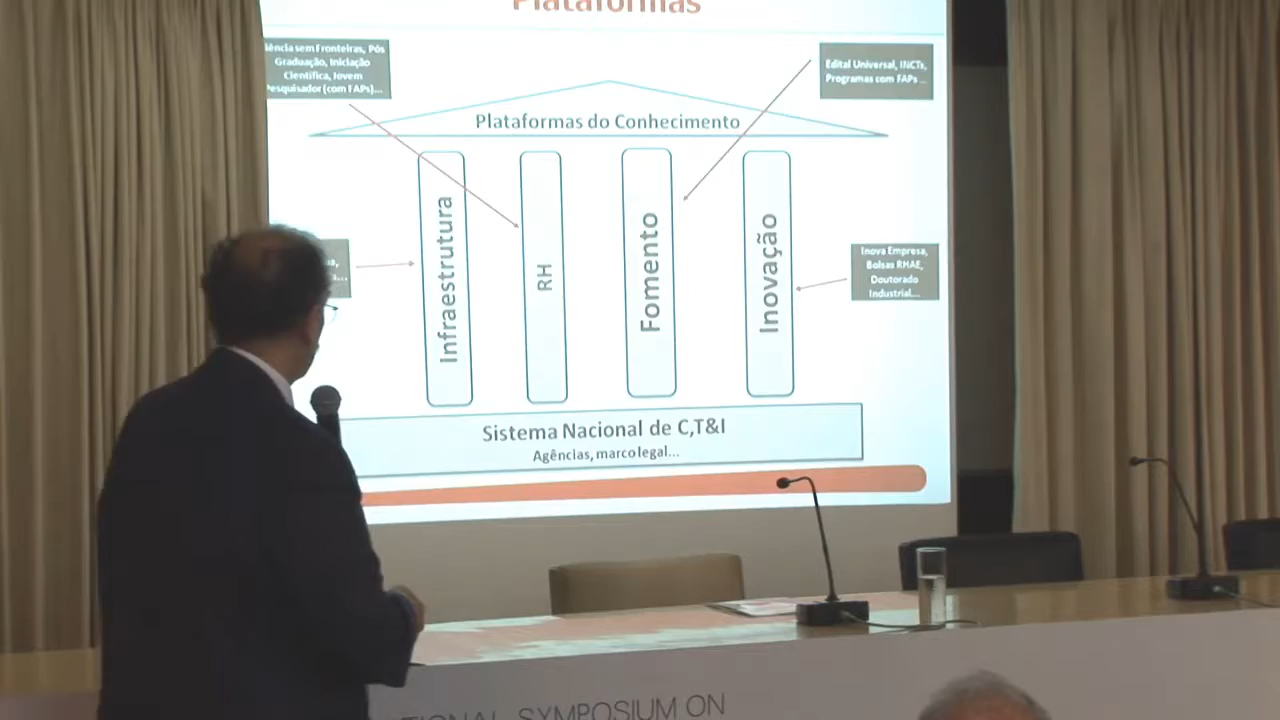 Plataformas
ência sem Fronteiras, Pós
Graduação, Iniciação
Científica, Jovem
Pesquisador (com FAPs)...
Edital Universal, INCTs,
Programas com FAPs ...
Plataformas do Conhecimento
Infraestrutura
RH
Fomento
Inovação
Inova Empresa,
Bolsas RHAE,
Doutorado
Industrial...
Sistema Nacional de C,T&I
Agências, marco legal...
TIONAL SYMPOSIUM ON